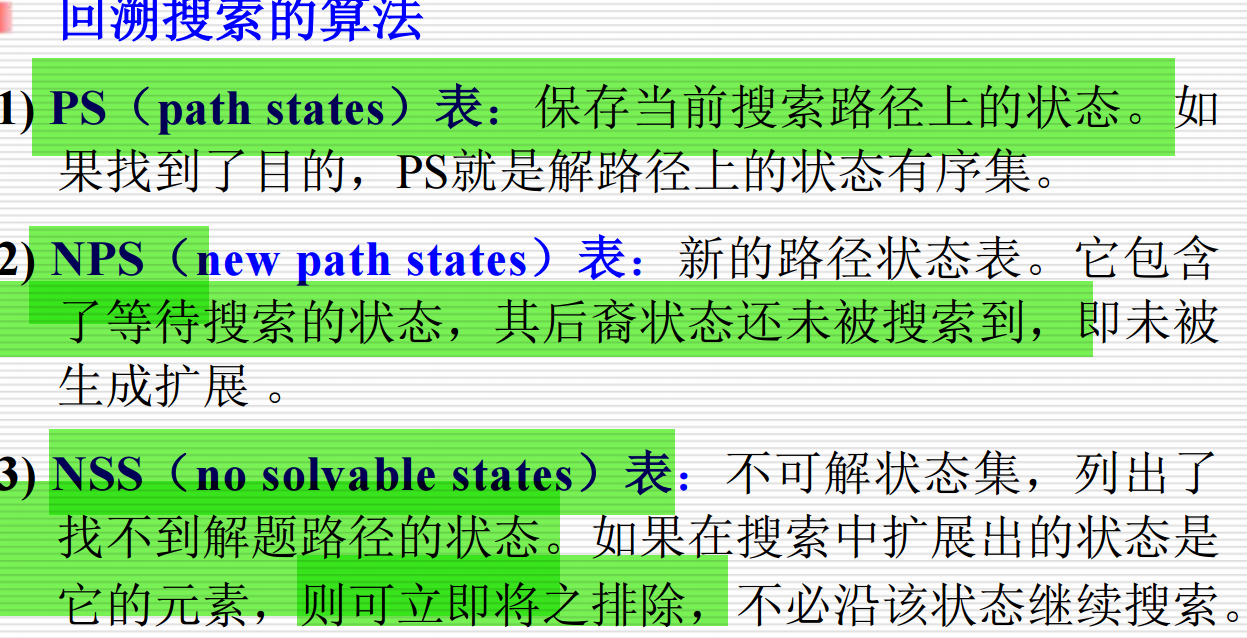 回溯搜索的算法
1) PS（path states）表：保存当前搜索路径上的状态。如
果找到了目的，PS就是解路径上的状态有序集。
2) NPS（new path states）表：新的路径状态表。它包含
了等待搜索的状态，其后裔状态还未被搜索到，即未被
生成扩展 。
3) NSS（no solvable states）表：不可解状态集，列出了
找不到解题路径的状态。如果在搜索中扩展出的状态是
它的元素，则可立即将之排除，不必沿该状态继续搜索。